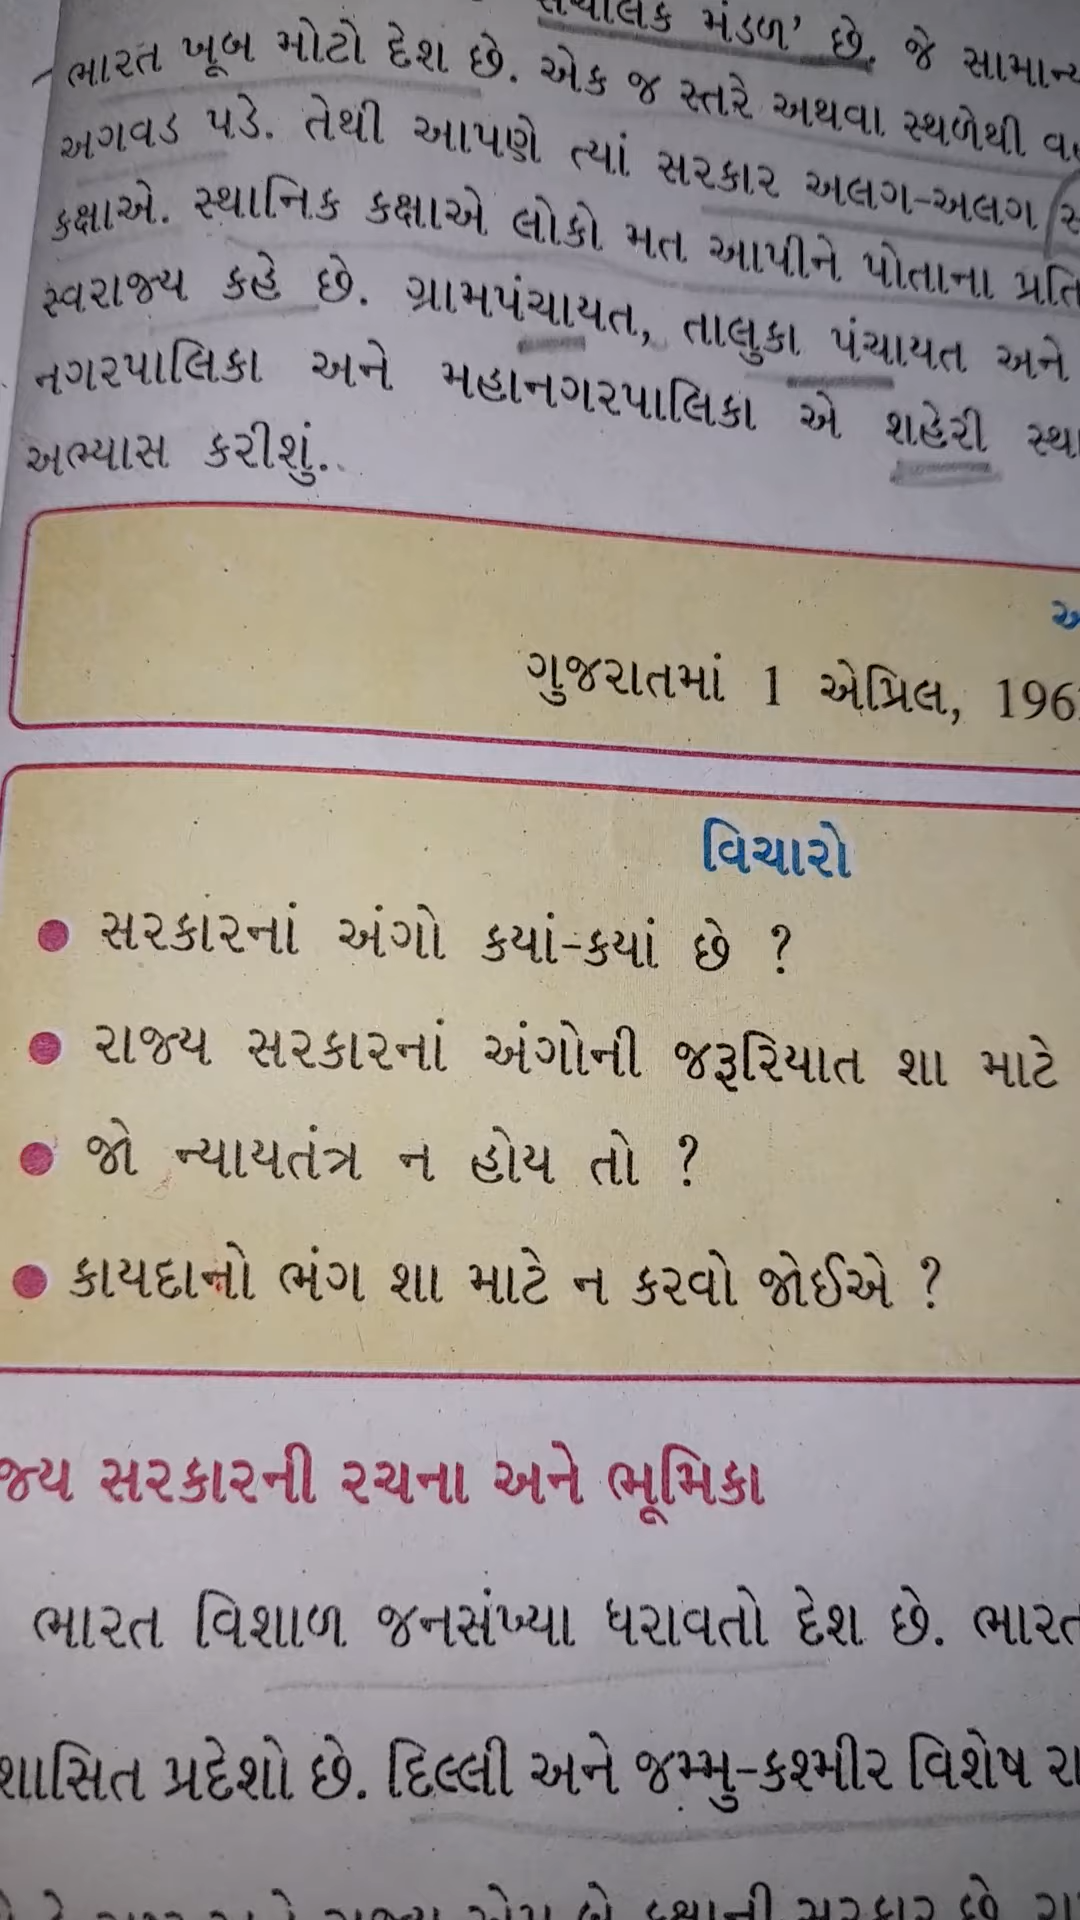 મંડળ' છે. જે
ભારત ખૂબ મોટો દેશ છે. એક જ સ્તરે અથવા સ્થળેથી
અગવડ પડે. તેથી આપણે ત્યાં સરકાર અલગ-અલગ
કક્ષાએ. સ્થાનિક કક્ષાએ લોકો મત આપીને પોતાના
સ્વરાજ્ય કહે છે. ગ્રામપંચાયત, તાલુકા પંચાયત અને
નગરપાલિકા અને મહાનગરપાલિકા એ શહેરી
અભ્યાસ કરીશું.
ગુજરાતમાં 1 એપ્રિલ, 196
વિચારો
● સરકારનાં અંગો કયાં-કયાં છે ?
● રાજ્ય સરકારનાં અંગોની જરૂરિયાત શા માટે
● જો ન્યાયતંત્ર ન હોય તો ?
● કાયદાનો ભંગ શા માટે ન કરવો જોઈએ ?
સરકારની રચના અને ભૂમિકા
ભારત વિશાળ જનસંખ્યા ધરાવતો દેશ છે. ભારત
શાસિત પ્રદેશો છે. દિલ્લી અને જમ્મુ-કશ્મીર વિશેષ